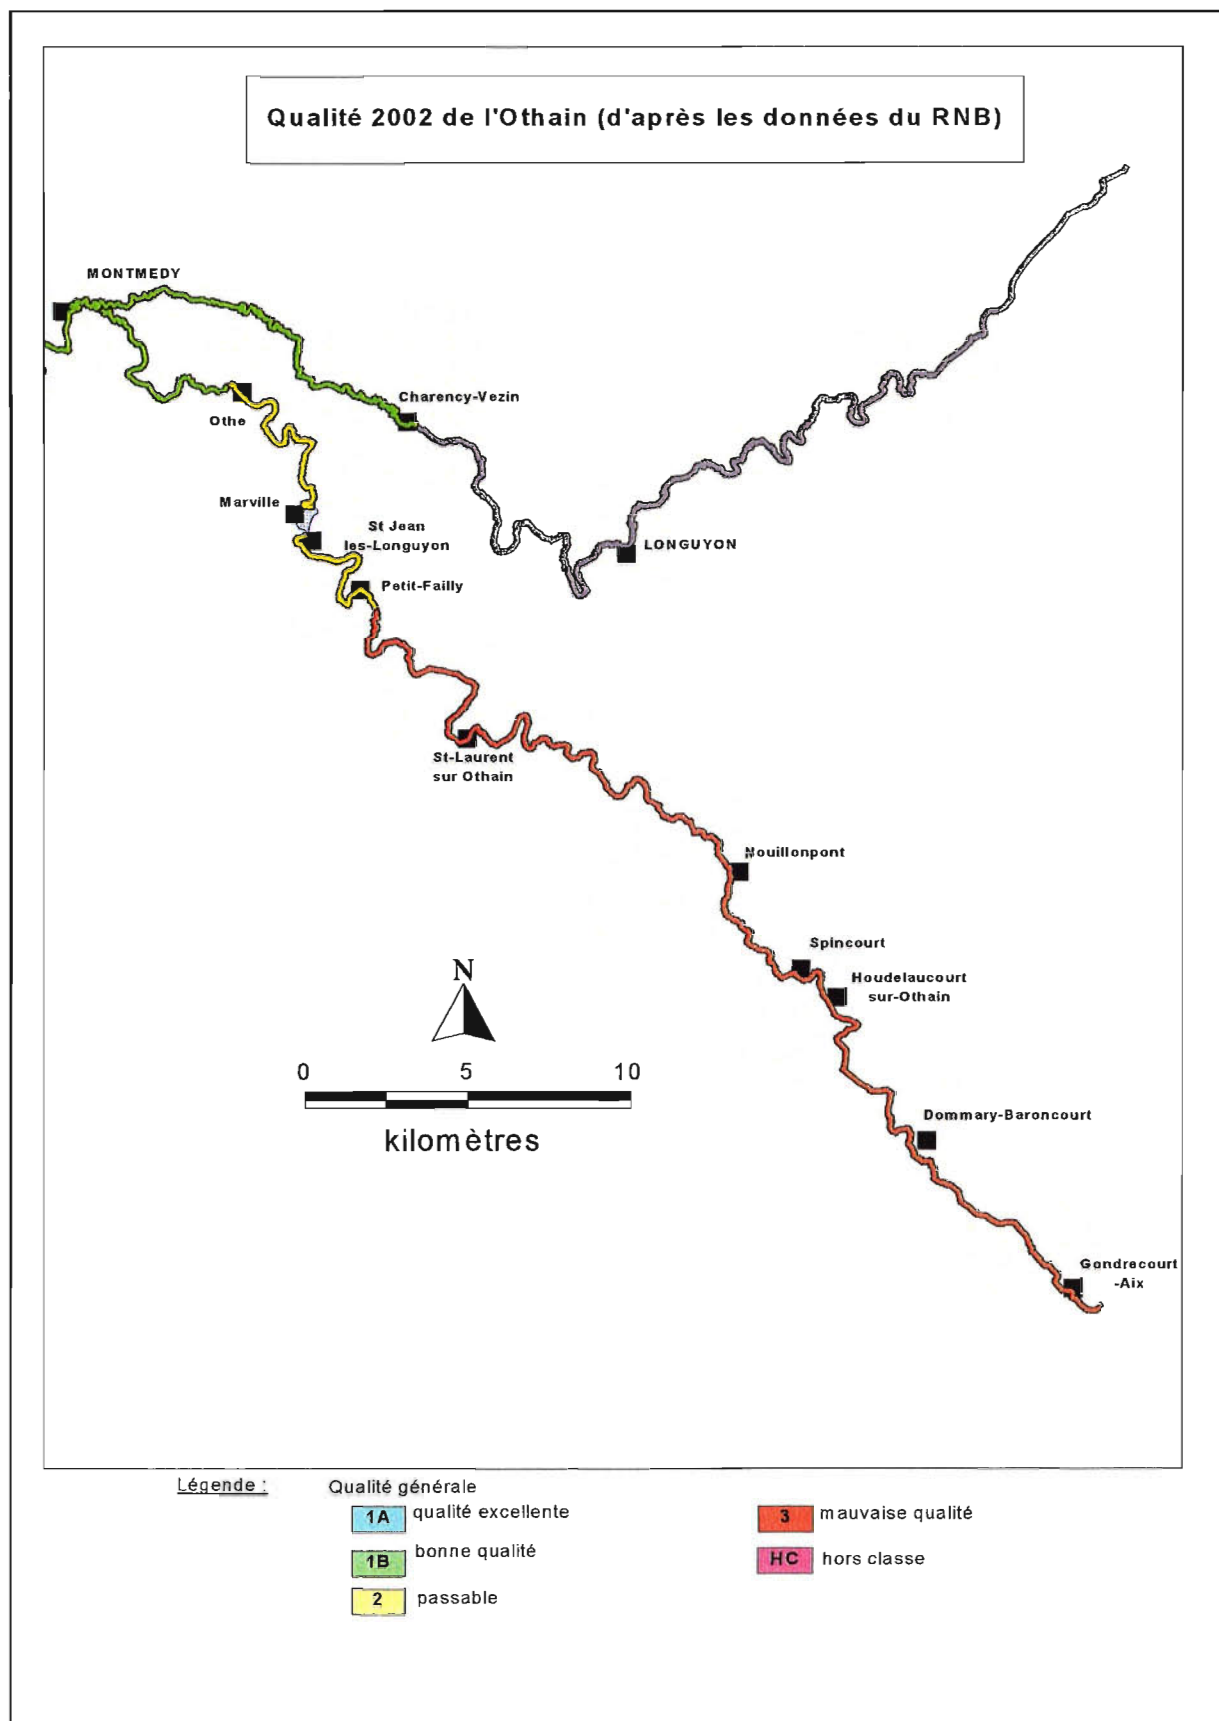 Qualité 2002 de l'Othain (d'après les données du RNB)
MONTMEDY
Charency-Vezin
Othe
Marville
St Jean
les-Longuyon
LONGUYON
Petit-Failly
St-Laurent
sur Othain
Nouillonpont
Spincourt
Houdelaucourt
sur-Othain
N
0 5 10
kilomètres
Dommary-Baroncourt
Gondrecourt
-Aix
Légende :
Qualité générale
1A qualité excellente
1B bonne qualité
2 passable
3 mauvaise qualité
HC hors classe